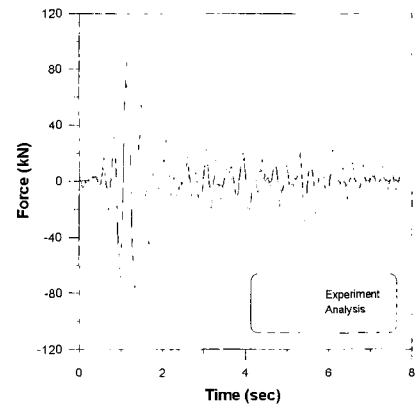 120
80
40
0
-40
-80
-120
Force (kN)
Experiment
Analysis
0 2 4 6 8
Time (sec)